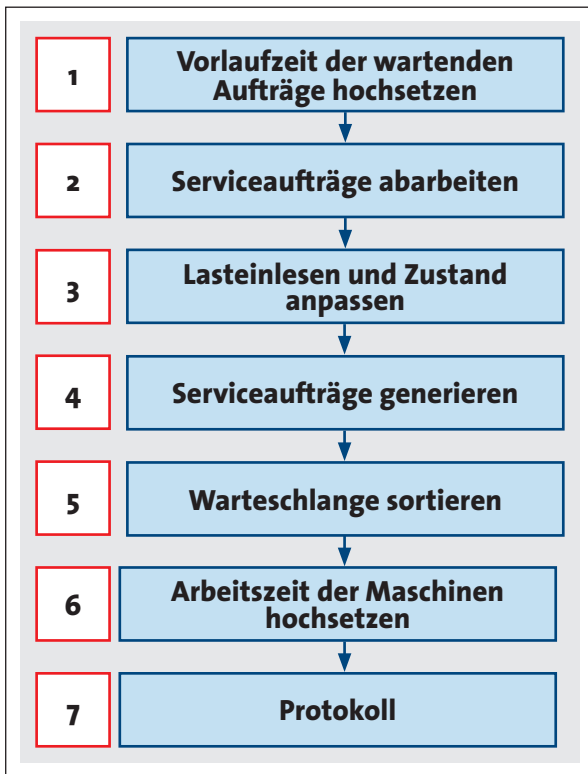 1
Vorlaufzeit der wartenden
Aufträge hochsetzen
2
Serviceaufträge abarbeiten
3
Lasteinlesen und Zustand
anpassen
4
Serviceaufträge generieren
5
Warteschlange sortieren
6
Arbeitszeit der Maschinen
hochsetzen
7
Protokoll